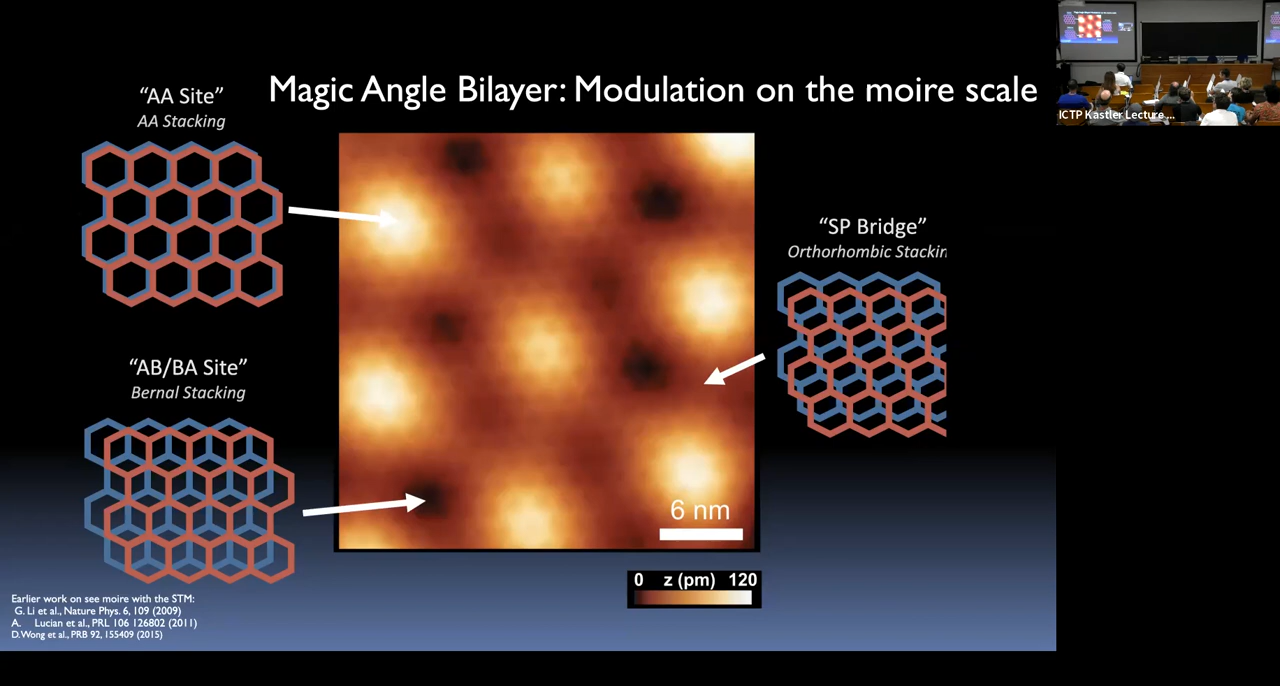 Magic Angle Bilayer: Modulation on the moire scale
“AA Site”
AA Stacking
“AB/BA Site”
Bernal Stacking
“SP Bridge”
Orthorhombic Stackin
6 nm
0 z (pm) 120
Earlier work on see moire with the STM:
G. Li et al., Nature Phys. 6, 109 (2009)
A. Lucian et al., PRL 106 126802 (2011)
D.Wong et al., PRB 92, 155409 (2015)
ICTP Kastler Lecture ...